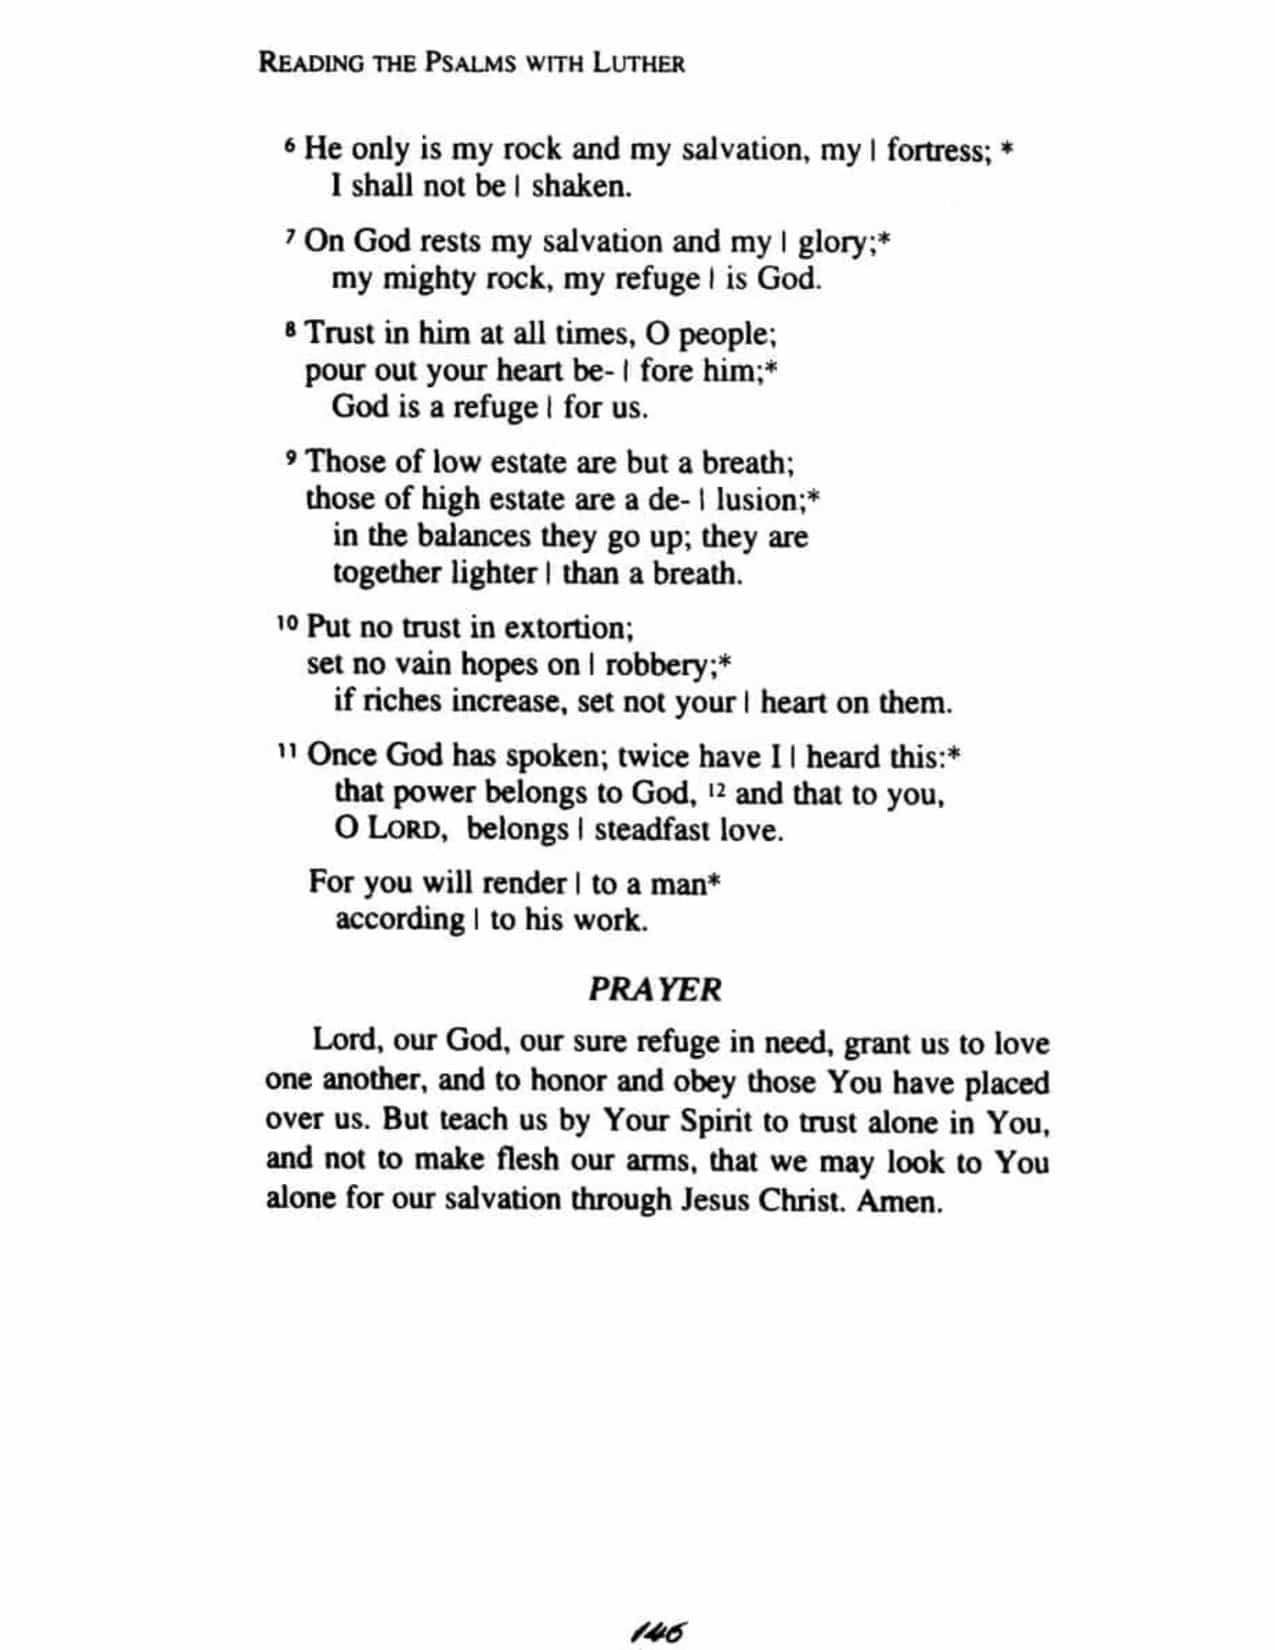 READING THE PSALMS WITH LUTHER
6 He only is my rock and my salvation, my | fortress; *
I shall not be | shaken.
7 On God rests my salvation and my | glory;*
my mighty rock, my refuge | is God.
8 Trust in him at all times, O people;
pour out your heart be- | fore him;*
God is a refuge | for us.
9 Those of low estate are but a breath;
those of high estate are a de- | lusion;*
in the balances they go up; they are
together lighter | than a breath.
10 Put no trust in extortion;
set no vain hopes on | robbery;*
if riches increase, set not your | heart on them.
11 Once God has spoken; twice have I | heard this:*
that power belongs to God, 12 and that to you,
O LORD, belongs | steadfast love.
For you will render | to a man*
according | to his work.
PRAYER
Lord, our God, our sure refuge in need, grant us to love
one another, and to honor and obey those You have placed
over us. But teach us by Your Spirit to trust alone in You,
and not to make flesh our arms, that we may look to You
alone for our salvation through Jesus Christ. Amen.
146